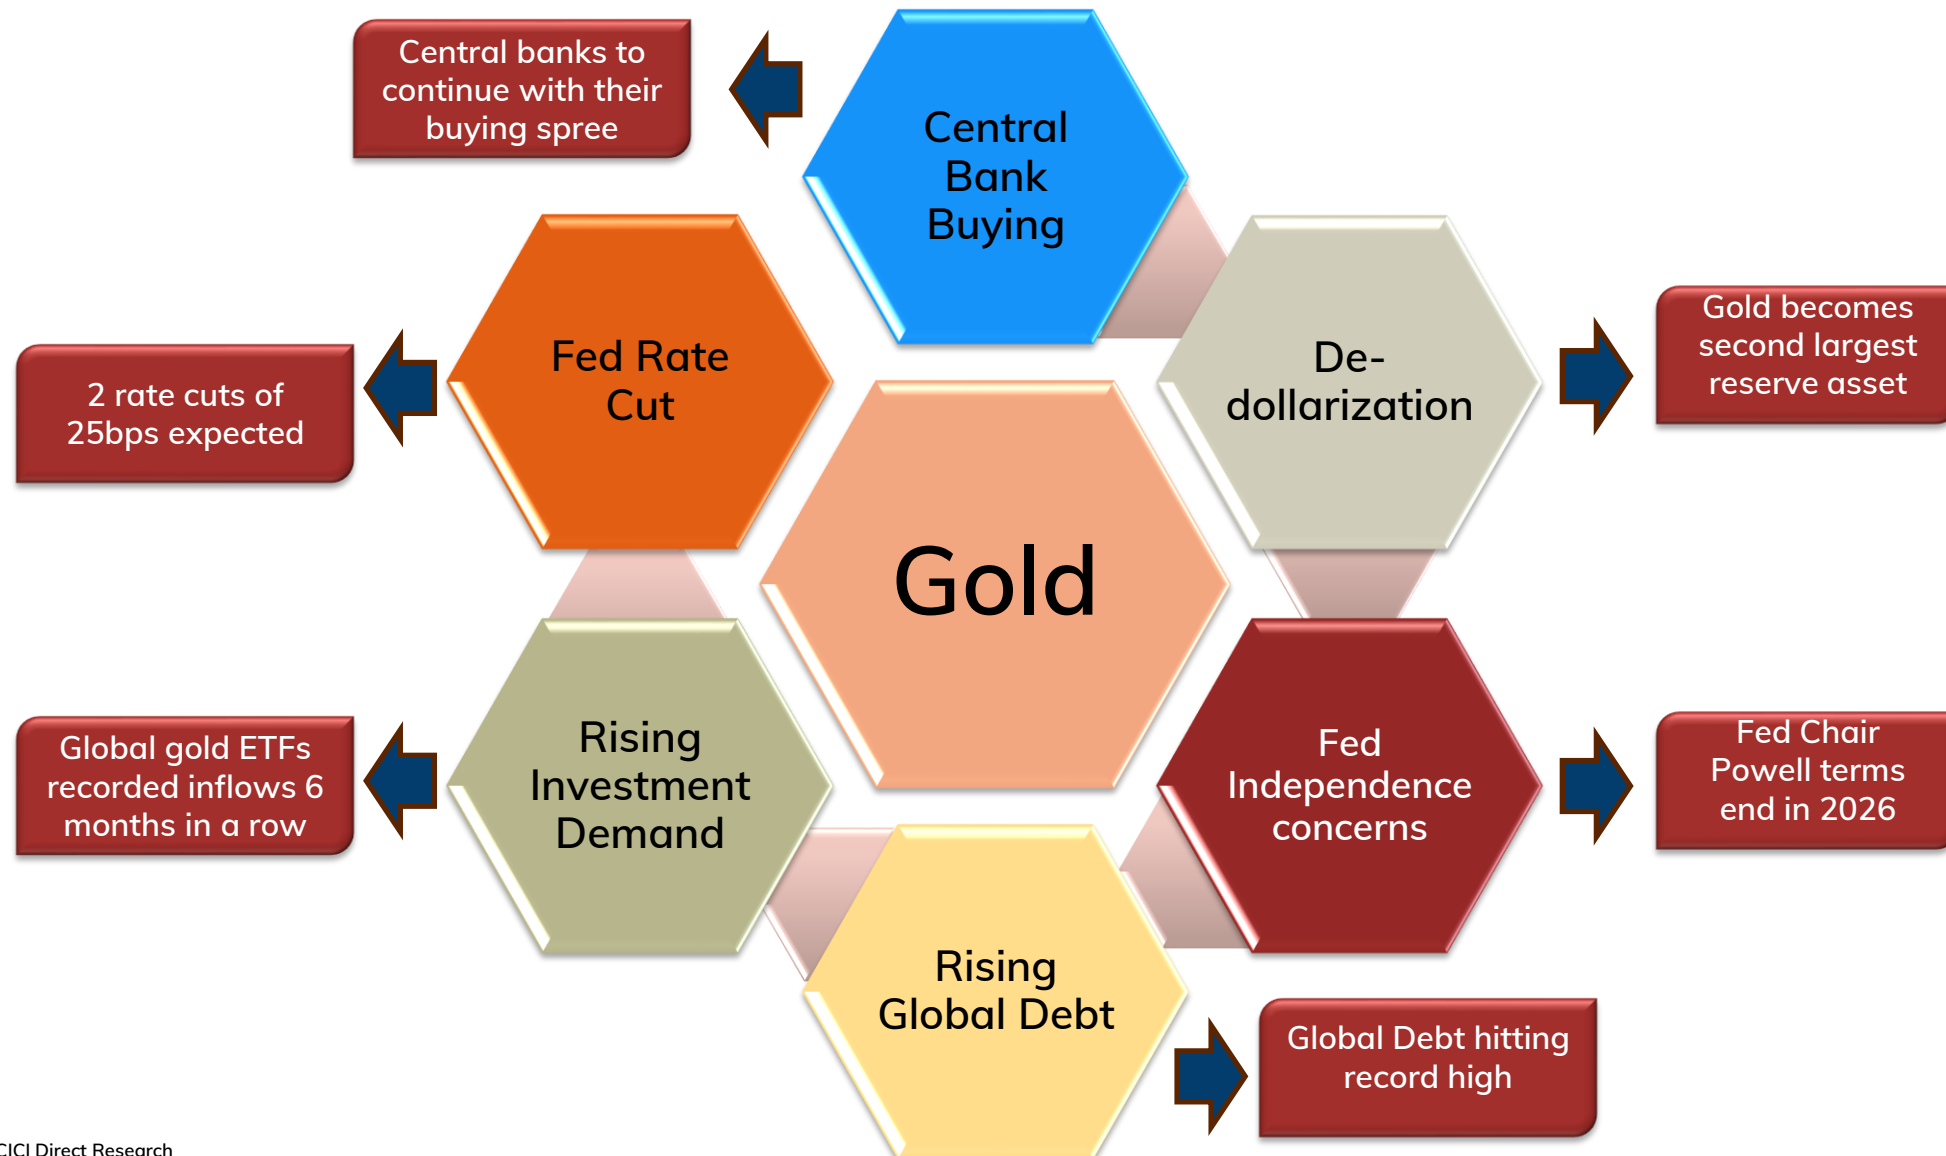 Central banks to
continue with their
buying spree
Central
Bank
Buying
Fed Rate
Cut
2 rate cuts of
25bps expected
De-
dollarization
Gold becomes
second largest
reserve asset
Gold
Rising
Investment
Demand
Global gold ETFs
recorded inflows 6
months in a row
Fed
Independence
concerns
Fed Chair
Powell terms
end in 2026
Rising
Global Debt
Global Debt hitting
record high
CICI Direct Research